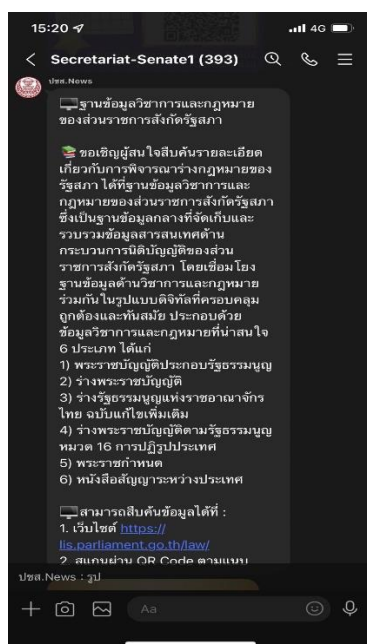 15:20
4G
Secretariat-Senate1 (393)
ปชส.News
ฐานข้อมูลวิชาการและกฎหมาย
ของส่วนราชการสังกัดรัฐสภา
ขอเชิญผู้สนใจสืบค้นรายละเอียด
เกี่ยวกับการพิจารณาร่างกฎหมายของ
รัฐสภา ได้ที่ฐานข้อมูลวิชาการและ
กฎหมายของส่วนราชการสังกัดรัฐสภา
ซึ่งเป็นฐานข้อมูลกลางที่จัดเก็บและ
รวบรวมข้อมูลสารสนเทศด้าน
กระบวนการนิติบัญญัติของส่วน
ราชการสังกัดรัฐสภา โดยเชื่อมโยง
ฐานข้อมูลด้านวิชาการและกฎหมาย
ร่วมกันในรูปแบบดิจิทัลที่ครอบคลุม
ถูกต้องและทันสมัย ประกอบด้วย
ข้อมูลวิชาการและกฎหมายที่น่าสนใจ
6 ประเภท ได้แก่
1) พระราชบัญญัติประกอบรัฐธรรมนูญ
2) ร่างพระราชบัญญัติ
3) ร่างรัฐธรรมนูญแห่งราชอาณาจักร
ไทย ฉบับแก้ไขเพิ่มเติม
4) ร่างพระราชบัญญัติตามรัฐธรรมนูญ
หมวด 16 การปฏิรูปประเทศ
5) พระราชกำหนด
6) หนังสือสัญญาระหว่างประเทศ
สามารถสืบค้นข้อมูลได้ที่ :
1. เว็บไซต์ https://
lis.parliament.go.th/law/
2. สแกนผ่าน QR Code ตามแนบ
ปชส.News : รูป
Aa